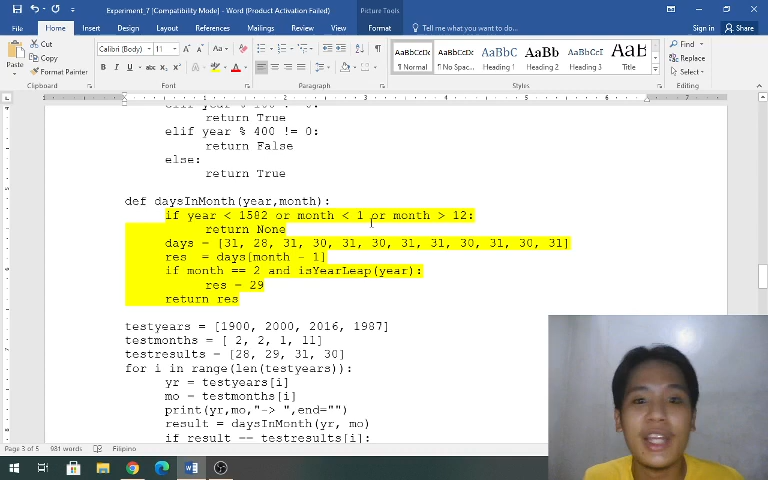 Experiment_7 [Compatibility Mode] - Word (Product Activation Failed)
Picture Tools
File Home Insert Design Layout References Mailings Review View Format Tell me what you want to do... Sign in Share
Paste
Cut
Copy
Format Painter
Calibri (Body) 11
AaBbCcDc AaBbCcDc AaBbC AaBb AaBbCcI AaBb
¶ Normal ¶ No Spac... Heading 1 Heading 2 Heading 3 Title
Find
Replace
Select
Clipboard Font Paragraph Styles Editing
return True
elif year % 400 != 0:
return False
else:
return True
def daysInMonth(year,month):
if year < 1582 or month < 1 or month > 12:
return None
days = [31, 28, 31, 30, 31, 30, 31, 31, 30, 31, 30, 31]
res = days[month - 1]
if month == 2 and isYearLeap(year):
res = 29
return res
testyears = [1900, 2000, 2016, 1987]
testmonths = [ 2, 2, 1, 11]
testresults = [28, 29, 31, 30]
for i in range(len(testyears)):
yr = testyears[i]
mo = testmonths[i]
print(yr,mo,"-> ",end="")
result = daysInMonth(yr, mo)
if result == testresults[i]:
Page 3 of 5 981 words Filipino